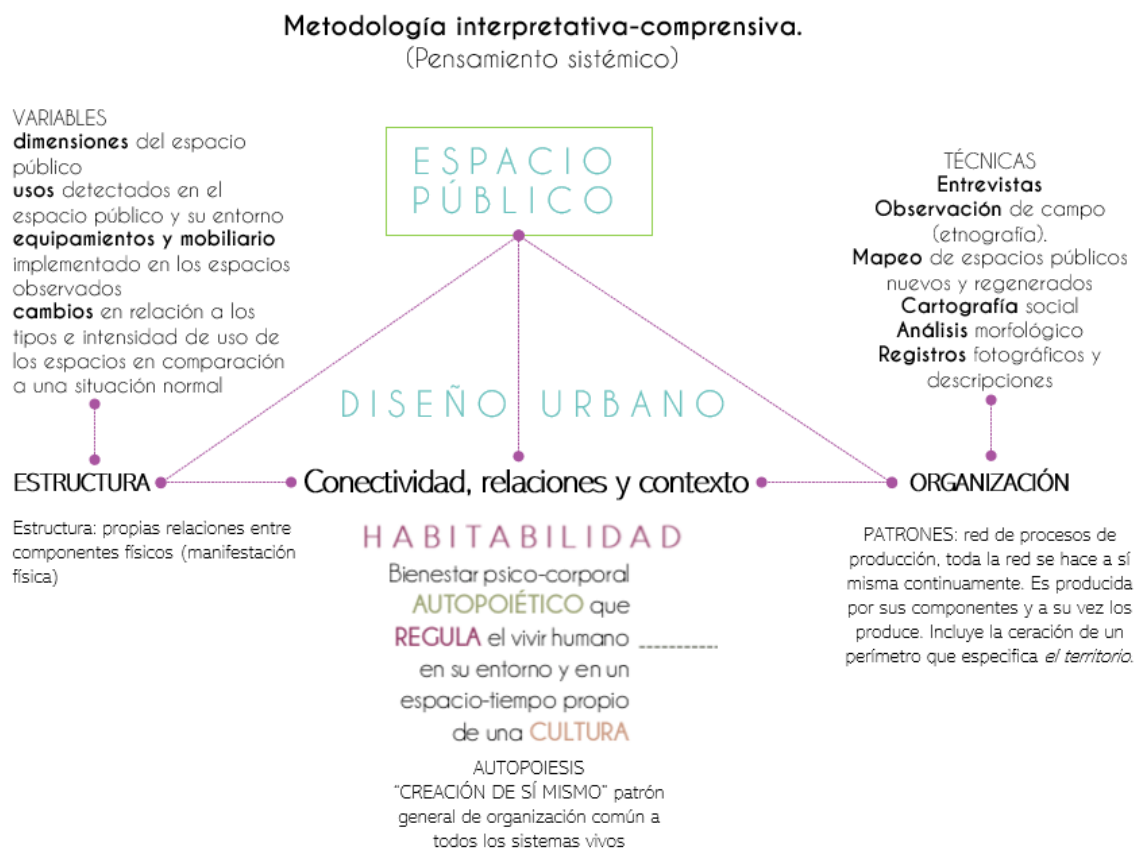 Metodología interpretativa-comprensiva.
(Pensamiento sistémico)
VARIABLES
dimensiones del espacio
público
usos detectados en el
espacio público y su entorno
equipamientos y mobiliario
implementado en los espacios
observados
cambios en relación a los
tipos e intensidad de uso de
los espacios en comparación
a una situación normal
ESPACIO
PÚBLICO
TÉCNICAS
Entrevistas
Observación de campo
(etnografía).
Mapeo de espacios públicos
nuevos y regenerados
Cartografía social
Análisis morfológico
Registros fotográficos y
descripciones
DISEÑO URBANO
ESTRUCTURA
Conectividad, relaciones y contexto
ORGANIZACIÓN
Estructura: propias relaciones entre
componentes físicos (manifestación
física)
HABITABILIDAD
Bienestar psico-corporal
AUTOPOIÉTICO que
REGULA el vivir humano
en su entorno y en un
espacio-tiempo propio
de una CULTURA
AUTOPOIESIS
“CREACIÓN DE SÍ MISMO” patrón
general de organización común a
todos los sistemas vivos
PATRONES: red de procesos de
producción, toda la red se hace a sí
misma continuamente. Es producida
por sus componentes y a su vez los
produce. Incluye la ceración de un
perímetro que especifica el territorio.